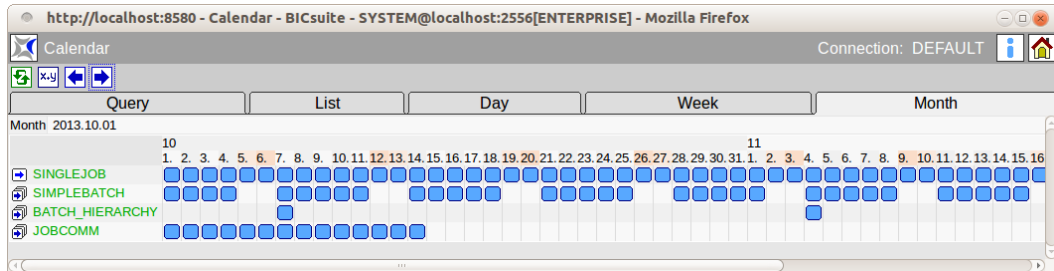 http://localhost:8580 - Calendar - BICsuite - SYSTEM@localhost:2556[ENTERPRISE] - Mozilla Firefox
Calendar Connection: DEFAULT
x.y
Query List Day Week Month
Month 2013.10.01
10 11
1. 2. 3. 4. 5. 6. 7. 8. 9. 10. 11. 12. 13. 14. 15. 16. 17. 18. 19. 20. 21. 22. 23. 24. 25. 26. 27. 28. 29. 30. 31. 1. 2. 3. 4. 5. 6. 7. 8. 9. 10. 11. 12. 13. 14. 15. 16
SINGLEJOB
SIMPLEBATCH
BATCH_HIERARCHY
JOBCOMM